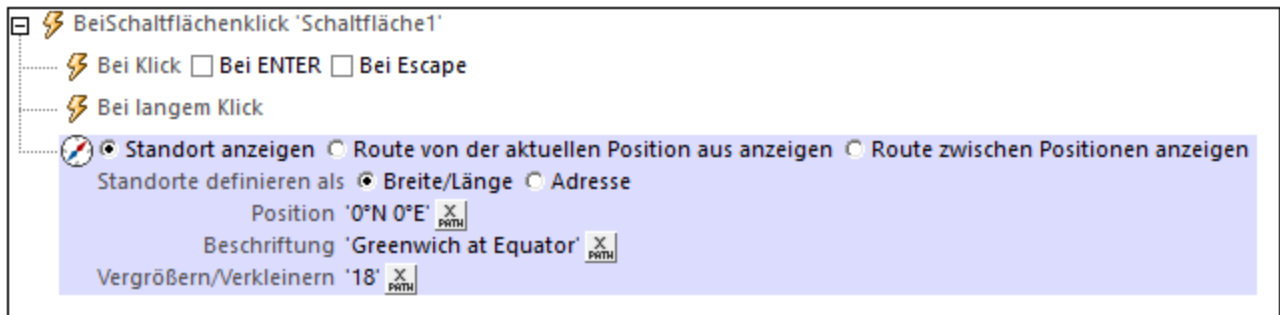 BeiSchaltflächenklick 'Schaltfläche1'
Bei Klick Bei ENTER Bei Escape
Bei langem Klick
Standort anzeigen Route von der aktuellen Position aus anzeigen Route zwischen Positionen anzeigen
Standorte definieren als Breite/Länge Adresse
Position '0°N 0°E' X PATH
Beschriftung 'Greenwich at Equator' X PATH
Vergrößern/Verkleinern '18' X PATH